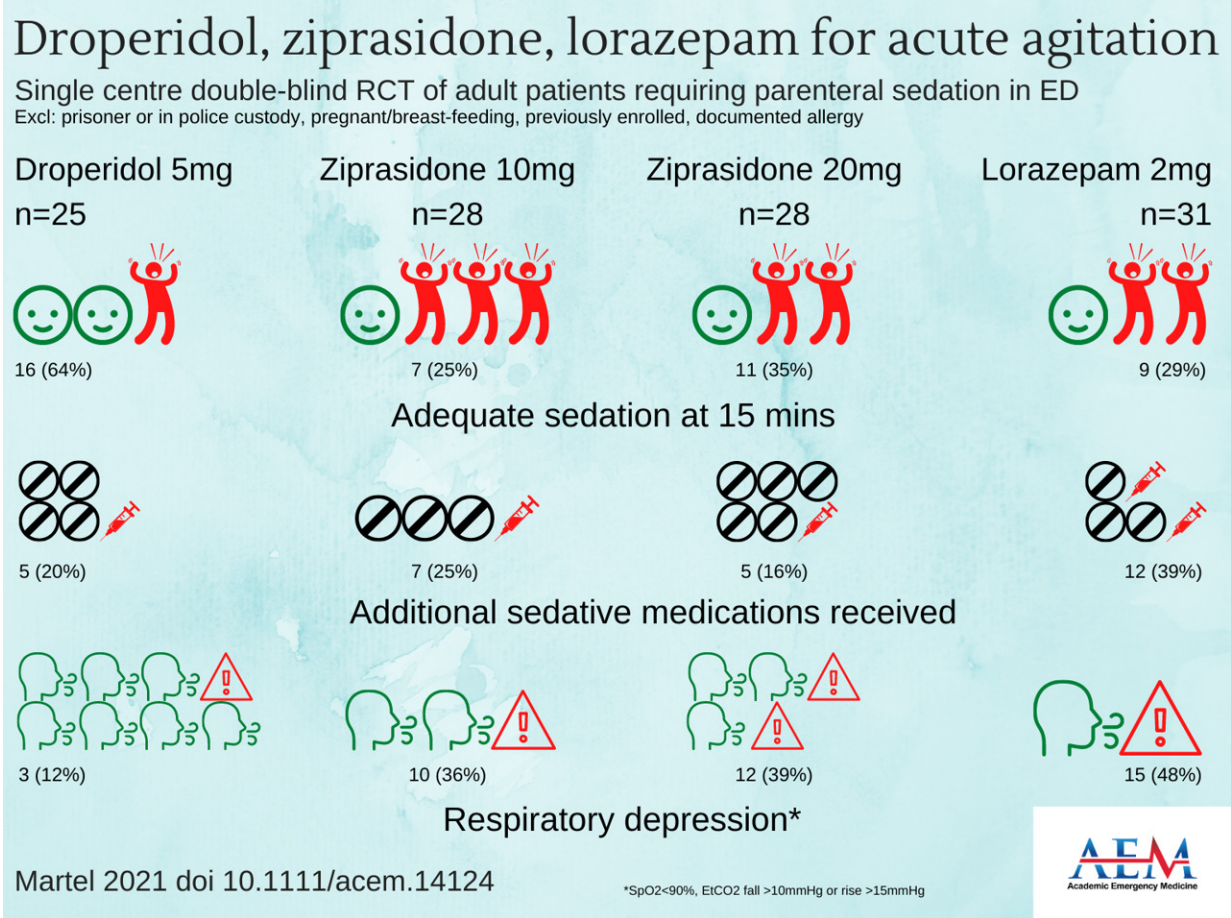 Droperidol, ziprasidone, lorazepam for acute agitation
Single centre double-blind RCT of adult patients requiring parenteral sedation in ED
Excl: prisoner or in police custody, pregnant/breast-feeding, previously enrolled, documented allergy
Droperidol 5mg Ziprasidone 10mg Ziprasidone 20mg Lorazepam 2mg
n=25 n=28 n=28 n=31
16 (64%) 7 (25%) 11 (35%) 9 (29%)
Adequate sedation at 15 mins
5 (20%) 7 (25%) 5 (16%) 12 (39%)
Additional sedative medications received
3 (12%) 10 (36%) 12 (39%) 15 (48%)
Respiratory depression*
Martel 2021 doi 10.1111/acem.14124
*SpO2<90%, EtCO2 fall >10mmHg or rise >15mmHg
AEM
Academic Emergency Medicine